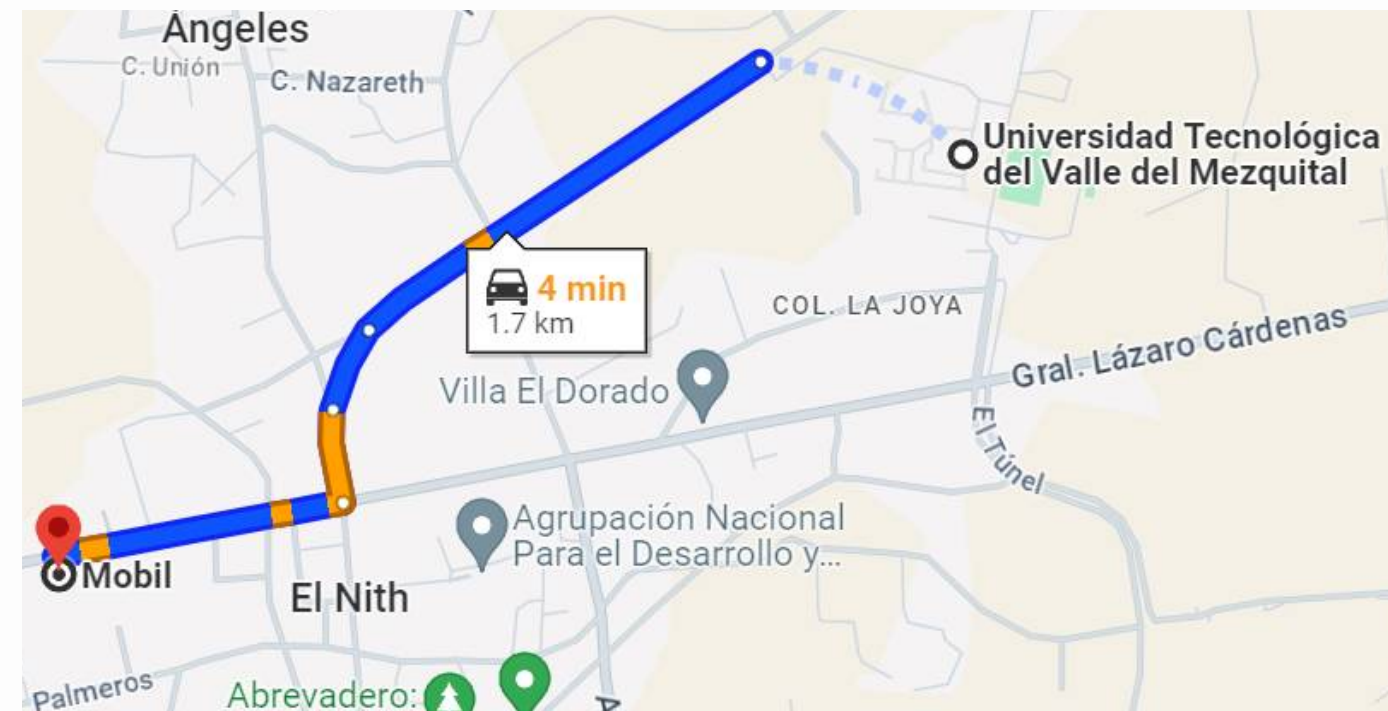 Ángeles
C. Unión
C. Nazareth
Universidad Tecnológica
del Valle del Mezquital
4 min
1.7 km
COL. LA JOYA
Gral. Lázaro Cárdenas
Villa El Dorado
El Túnel
Agrupación Nacional
Para el Desarrollo y...
Mobil
El Nith
Palmeros
Abrevadero:
A